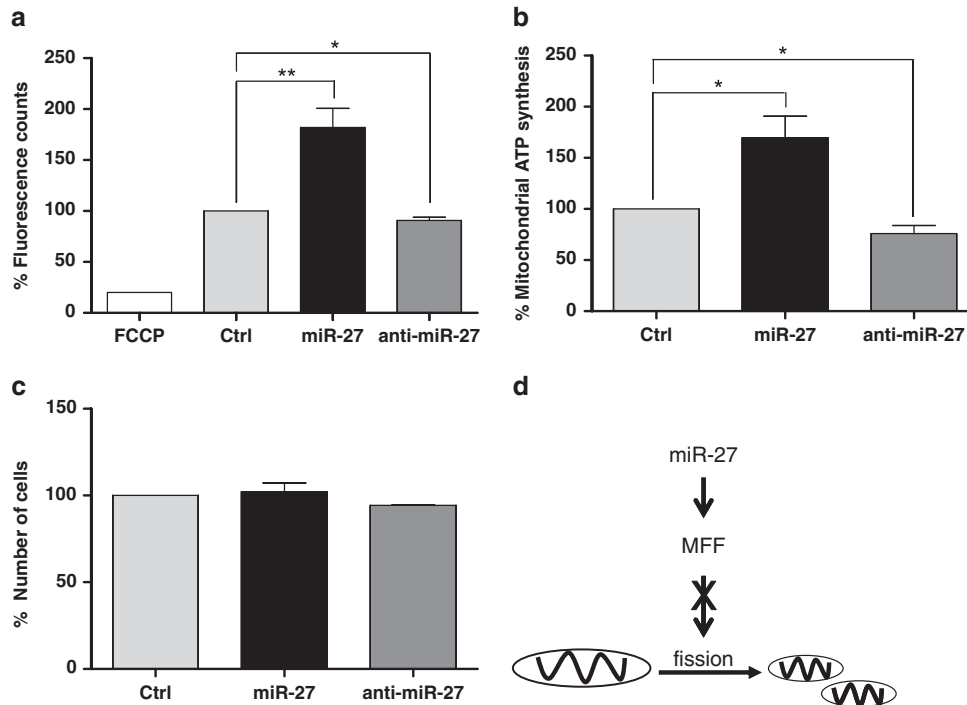 a
% Fluorescence counts
250
200
150
100
50
0
*
**
FCCP
Ctrl
miR-27
anti-miR-27
b
% Mitochondrial ATP synthesis
250
200
150
100
50
0
*
*
Ctrl
miR-27
anti-miR-27
c
% Number of cells
150
100
50
0
Ctrl
miR-27
anti-miR-27
d
miR-27
MFF
fission